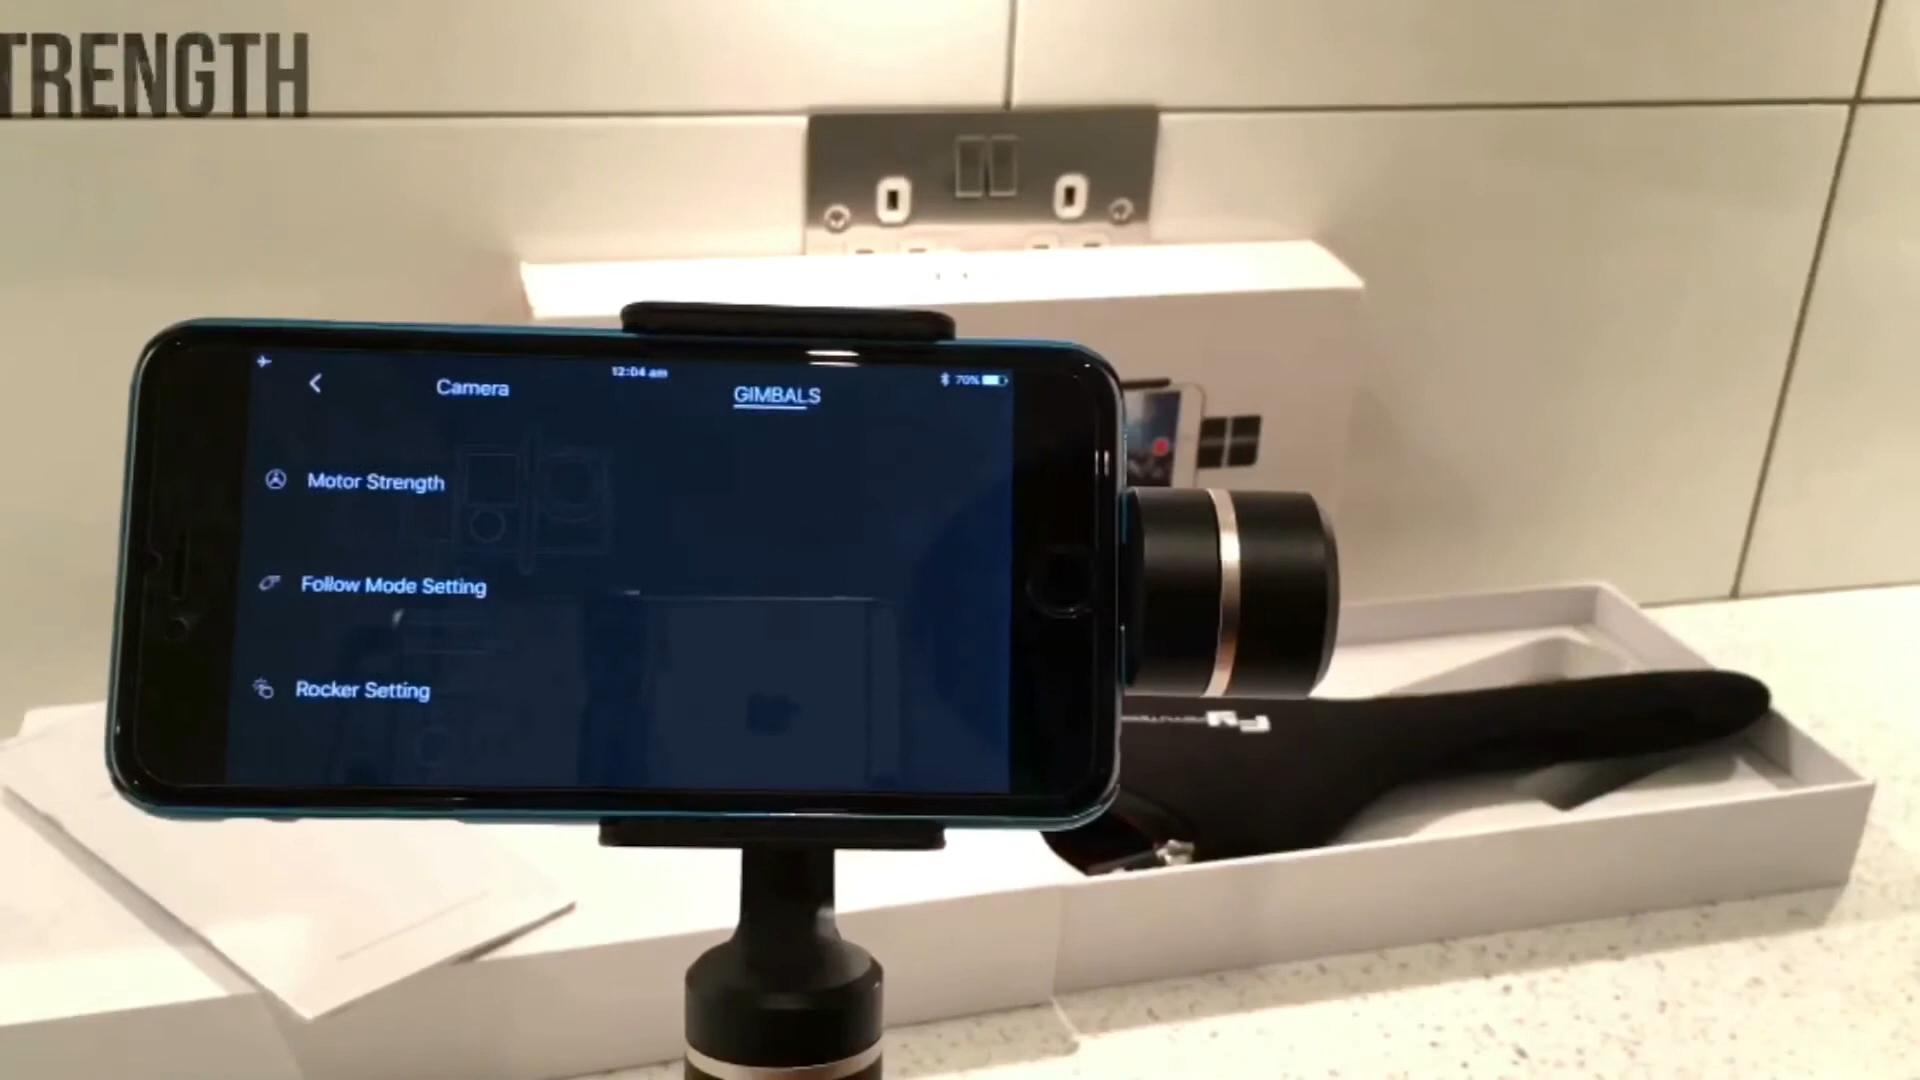 TRENGTH
12:04 am
70%
Camera
GIMBALS
Motor Strength
Follow Mode Setting
Rocker Setting